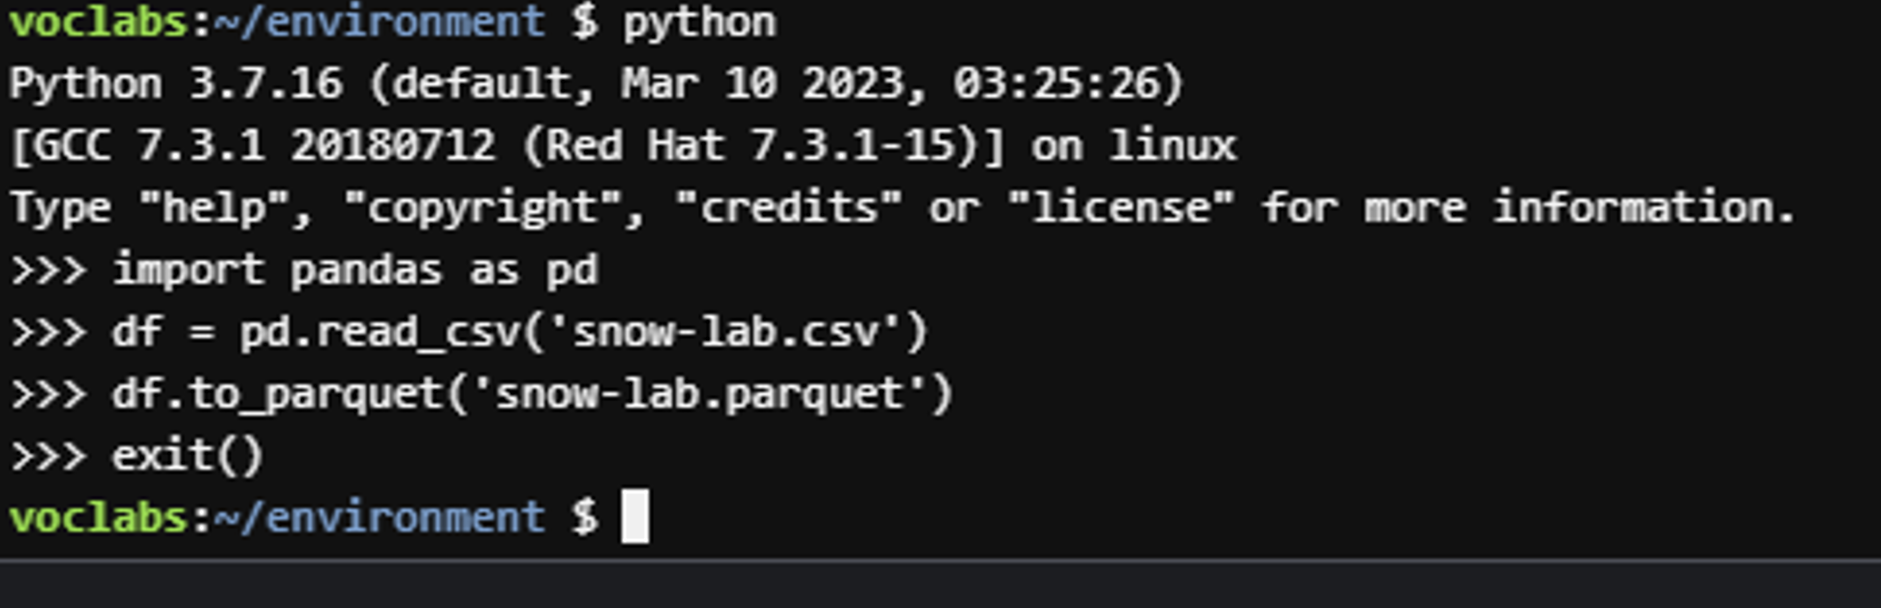 voclabs:~/environment $ python
Python 3.7.16 (default, Mar 10 2023, 03:25:26)
[GCC 7.3.1 20180712 (Red Hat 7.3.1-15)] on linux
Type "help", "copyright", "credits" or "license" for more information.
>>> import pandas as pd
>>> df = pd.read_csv('snow-lab.csv')
>>> df.to_parquet('snow-lab.parquet')
>>> exit()
voclabs:~/environment $